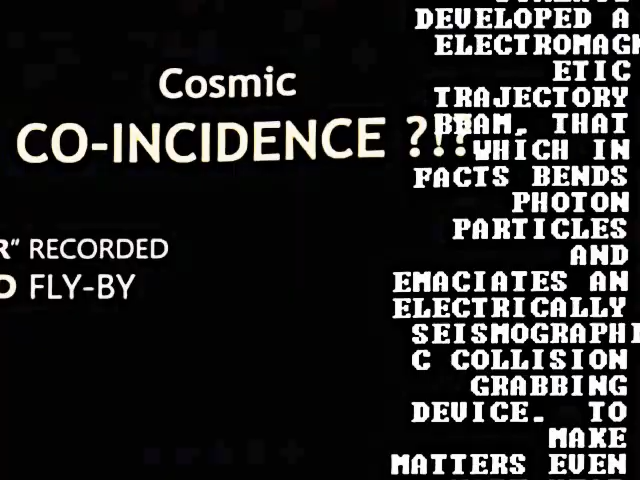 Cosmic
CO-INCIDENCE ?!?
R" RECORDED
FLY-BY
DEVELOPED A
ELECTROMAGN
ETIC
TRAJECTORY
BEAM. THAT
WHICH IN
FACTS BENDS
PHOTON
PARTICLES
AND
EMACIATES AN
ELECTRICALLY
SEISMOGRAPHI
C COLLISION
GRABBING
DEVICE. TO
MAKE
MATTERS EVEN